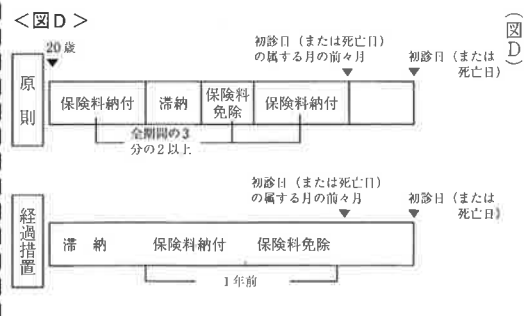 (図D)
<図D>
20歳
初診日(または死亡日)
の属する月の前々月
初診日(または
死亡日)
原則
保険料納付
滞納
保険料
免除
保険料納付
全期間の3
分の2以上
初診日(または死亡日)
の属する月の前々月
初診日(または
死亡日)
経過措置
滞納
保険料納付
保険料免除
1年前